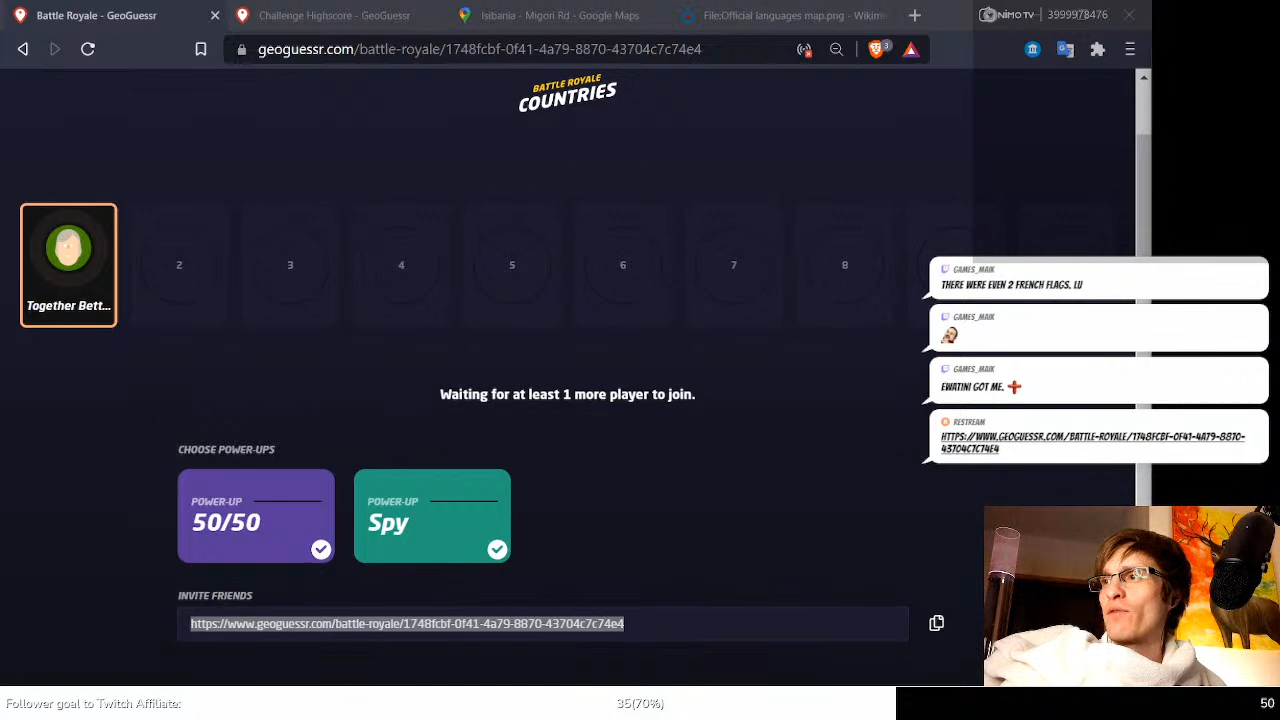 Battle Royale - GeoGuessr
Challenge Highscore - GeoGuessr
Isibania - Migori Rd - Google Maps
File:Official languages map.png - Wikim
NIMO TV
3999978476
geoguessr.com/battle-royale/1748fcbf-0f41-4a79-8870-43704c7c74e4
3
BATTLE ROYALE
COUNTRIES
Together Bett...
2
3
4
5
6
7
8
GAMES_MAIK
THERE WERE EVEN 2 FRENCH FLAGS. LU
GAMES_MAIK
GAMES_MAIK
EWATINI GOT ME.
RESTREAM
HTTPS://WWW.GEOGUESSR.COM/BATTLE-ROYALE/1748FCBF-0F41-4A79-8870-
43704C7C74E4
Waiting for at least 1 more player to join.
CHOOSE POWER-UPS
POWER-UP
50/50
POWER-UP
Spy
INVITE FRIENDS
https://www.geoguessr.com/battle-royale/1748fcbf-0f41-4a79-8870-43704c7c74e4
Follower goal to Twitch Affiliate:
35(70%)
50